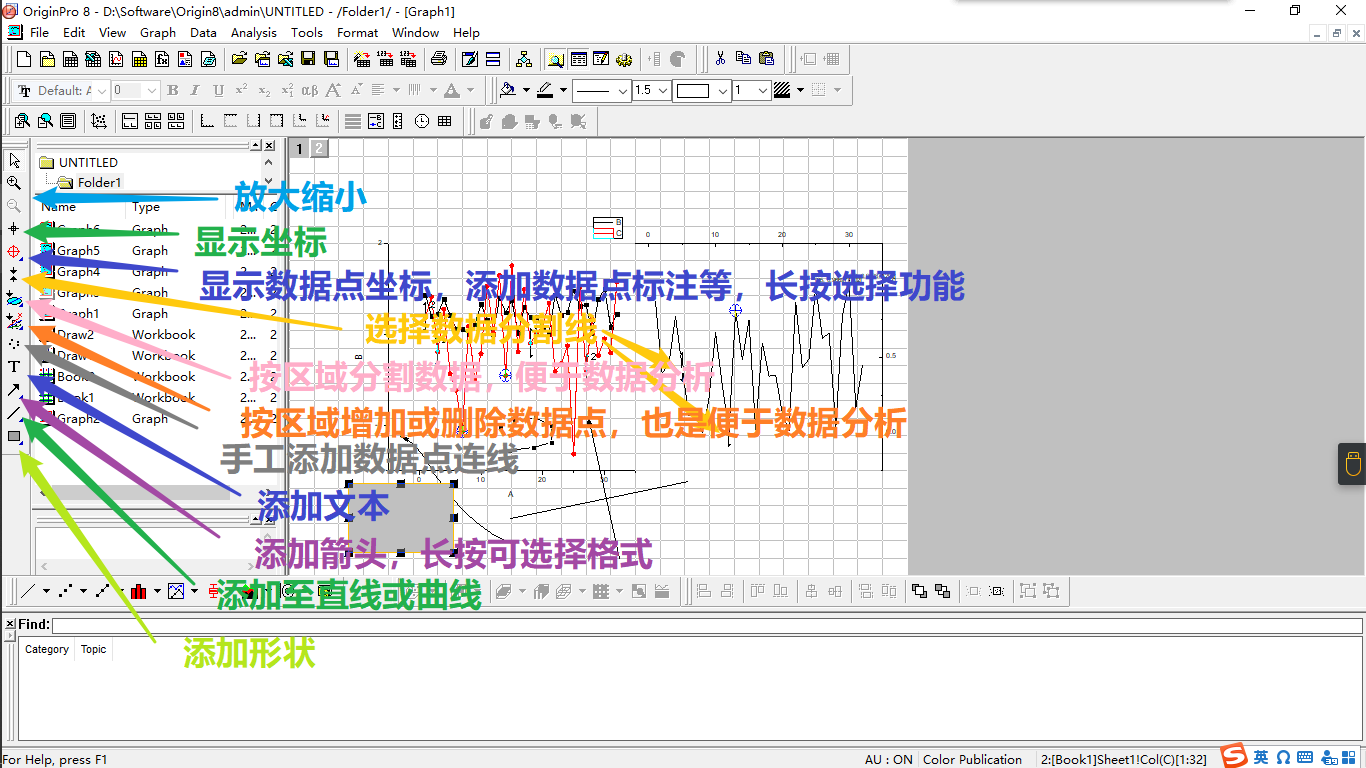 OriginPro 8 - D:\Software\Origin8\admin\UNTITLED - /Folder1/ - [Graph1]
File Edit View Graph Data Analysis Tools Format Window Help
Default: A 0 B I U 1.5 1
1 2
UNTITLED
Folder1
放大缩小
Name Type
Graph6 Graph 2...
显示坐标
Graph5 Graph 2...
Graph4 Graph 2...
显示数据点坐标，添加数据点标注等，长按选择功能
Graph 2...
Graph1 Graph 2...
选择数据分割线
Draw2 Workbook 2...
Draw Workbook 2...
按区域分割数据，便于数据分析
Book Workbook 2...
Book1 Workbook 2...
Graph2 Graph 2...
按区域增加或删除数据点，也是便于数据分析
手工添加数据点连线
添加文本
添加箭头，长按可选择格式
添加至直线或曲线
添加形状
B
C
0 10 20 30
2
B
0.5
2
0 10 20 30
A
Find:
Category Topic
For Help, press F1
AU : ON Color Publication 2:[Book1]Sheet1!Col(C)[1:32]
英